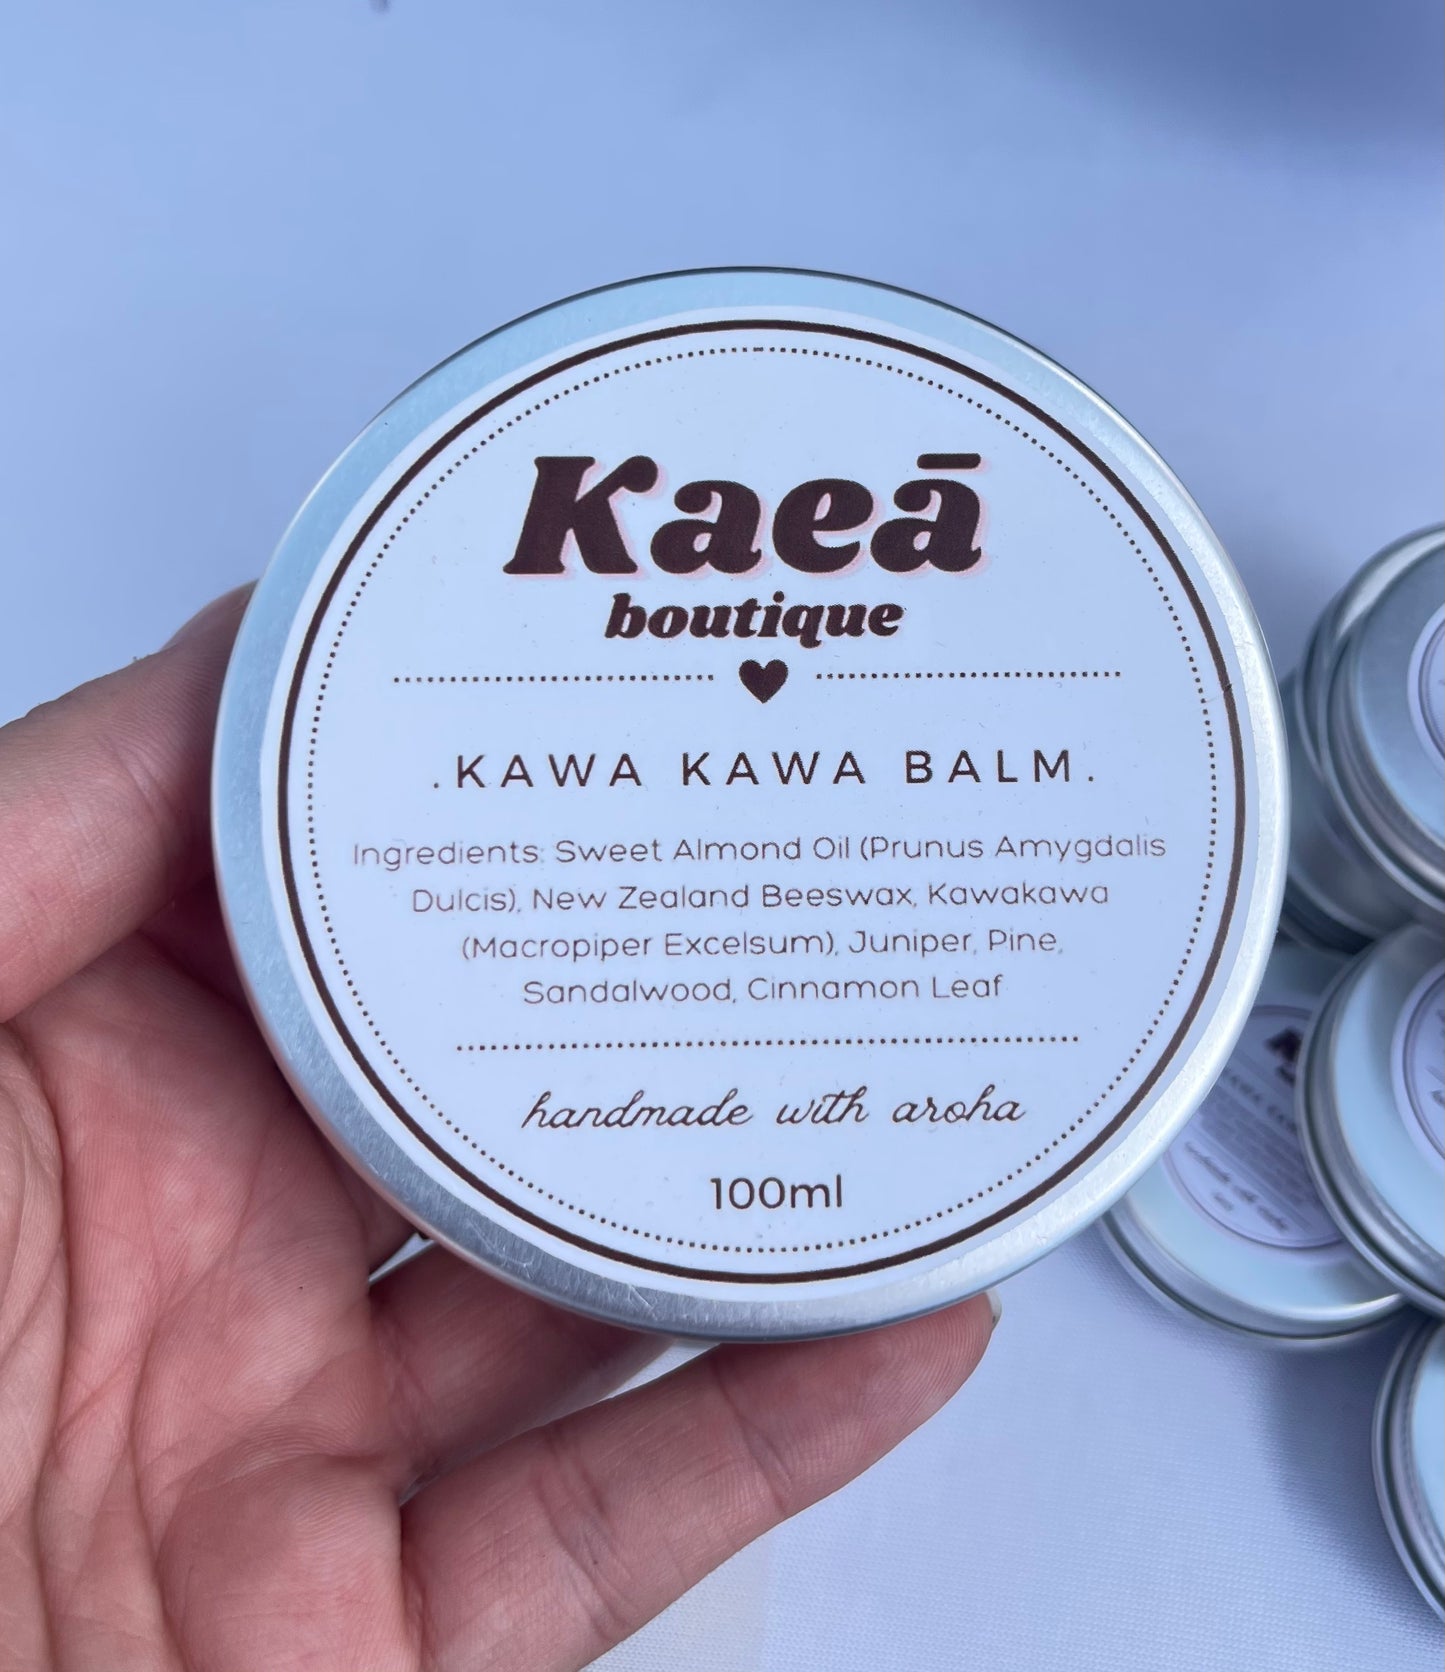 Kaeā
boutique
.KAWA KAWA BALM.
Ingredients: Sweet Almond Oil (Prunus Amygdalis
Dulcis), New Zealand Beeswax, Kawakawa
(Macropiper Excelsum), Juniper, Pine,
Sandalwood, Cinnamon Leaf
handmade with aroha
100ml